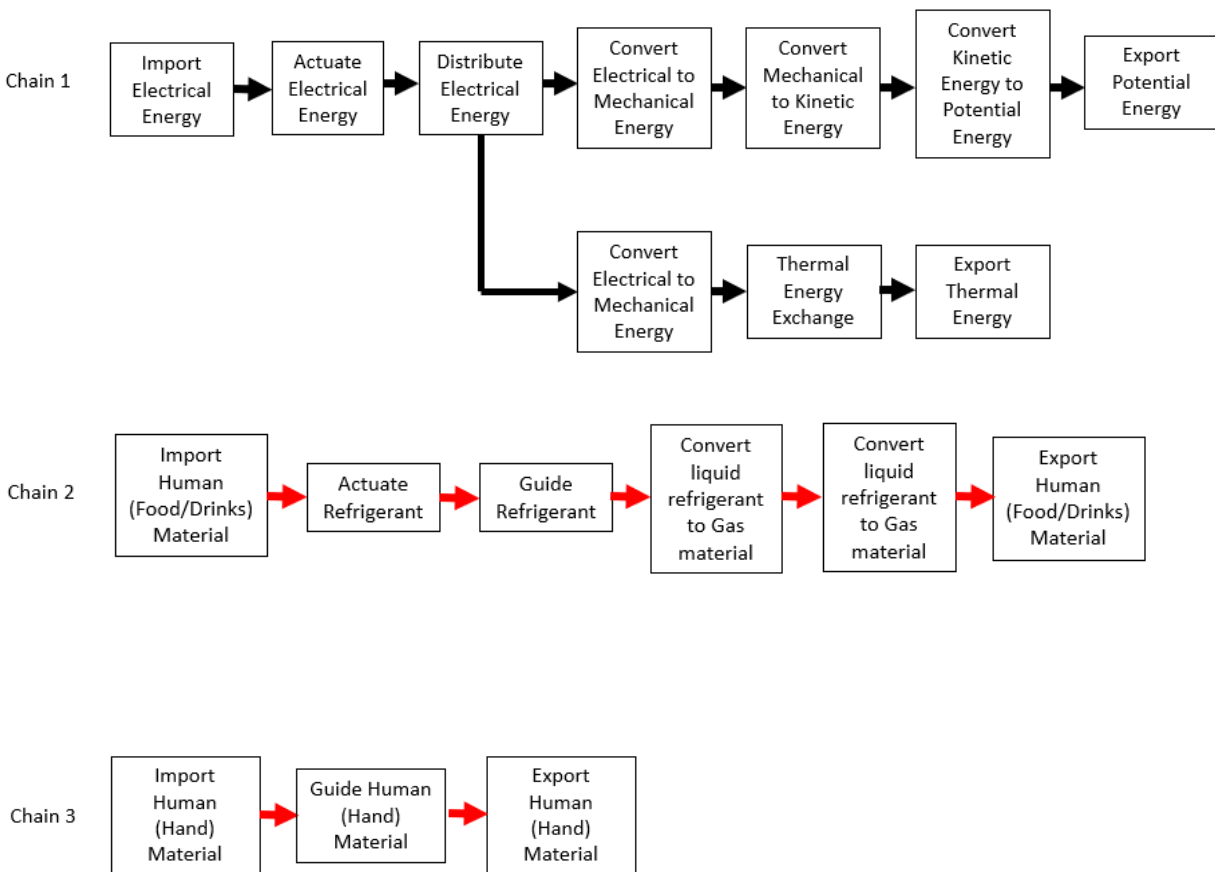 Chain 1
Import
Electrical
Energy
Actuate
Electrical
Energy
Distribute
Electrical
Energy
Convert
Electrical to
Mechanical
Energy
Convert
Mechanical
to Kinetic
Energy
Convert
Kinetic
Energy to
Potential
Energy
Export
Potential
Energy
Convert
Electrical to
Mechanical
Energy
Thermal
Energy
Exchange
Export
Thermal
Energy
Chain 2
Import
Human
(Food/Drinks)
Material
Actuate
Refrigerant
Guide
Refrigerant
Convert
liquid
refrigerant
to Gas
material
Convert
liquid
refrigerant
to Gas
material
Export
Human
(Food/Drinks)
Material
Chain 3
Import
Human
(Hand)
Material
Guide Human
(Hand)
Material
Export
Human
(Hand)
Material